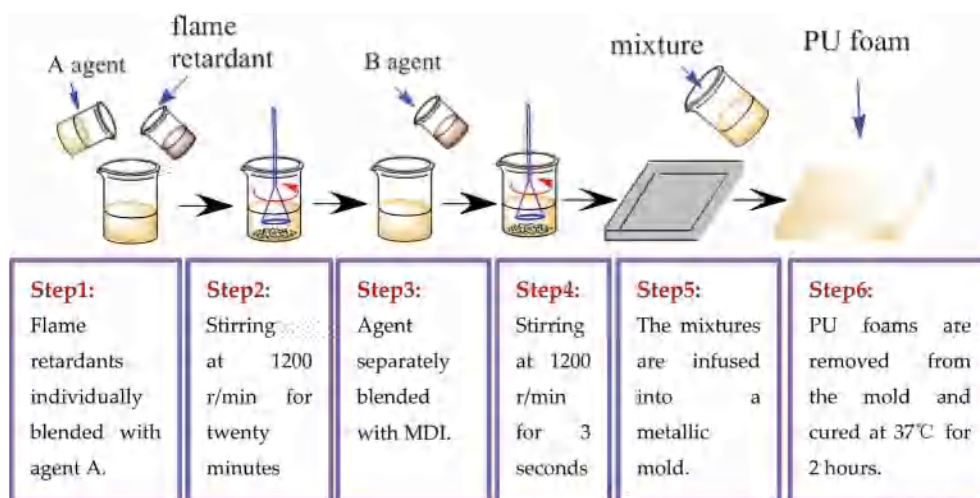 flame
retardant
A agent
B agent
mixture
PU foam
Step1:
Flame
retardants
individually
blended with
agent A.
Step2:
Stirring
at 1200
r/min for
twenty
minutes
Step3:
Agent
separately
blended
with MDI.
Step4:
Stirring
at 1200
r/min
for 3
seconds
Step5:
The mixtures
are infused
into a
metallic
mold.
Step6:
PU foams are
removed from
the mold and
cured at 37℃ for
2 hours.